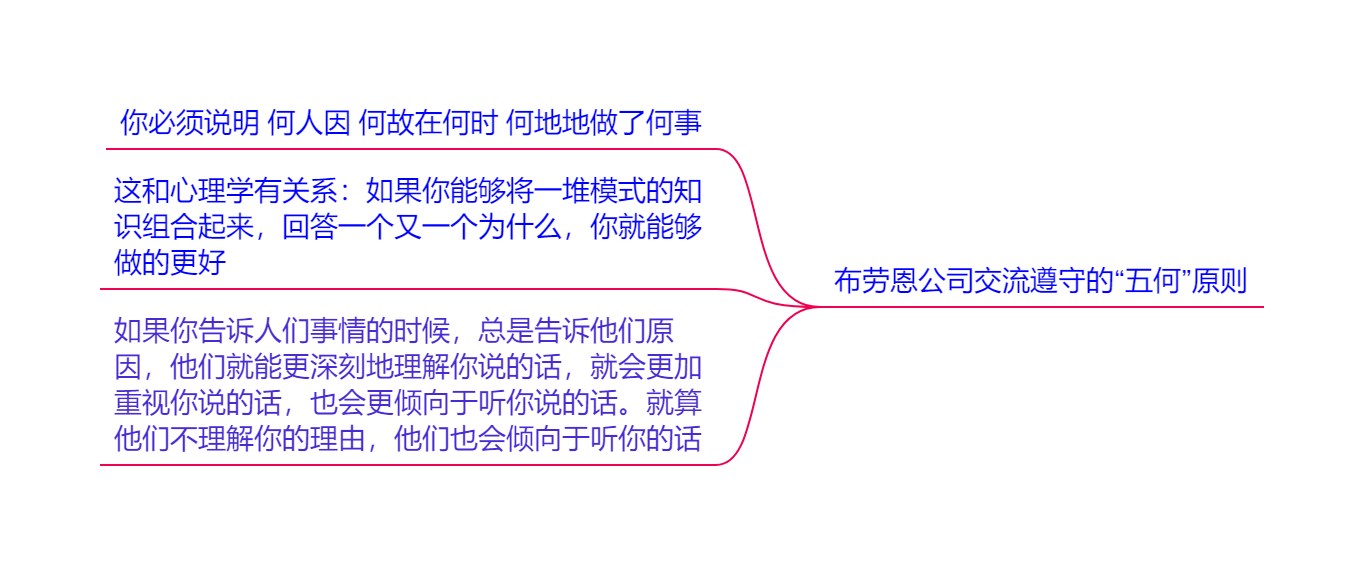 你必须说明 何人因 何故在何时 何地地做了何事
这和心理学有关系：如果你能够将一堆模式的知
识组合起来，回答一个又一个为什么，你就能够
做的更好
如果你告诉人们事情的时候，总是告诉他们原
因，他们就能更深刻地理解你说的话，就会更加
重视你说的话，也会更倾向于听你说的话。就算
他们不理解你的理由，他们也会倾向于听你的话
布劳恩公司交流遵守的“五何”原则